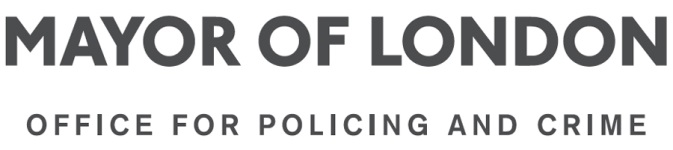 MAYOR OF LONDON
OFFICE FOR POLICING AND CRIME